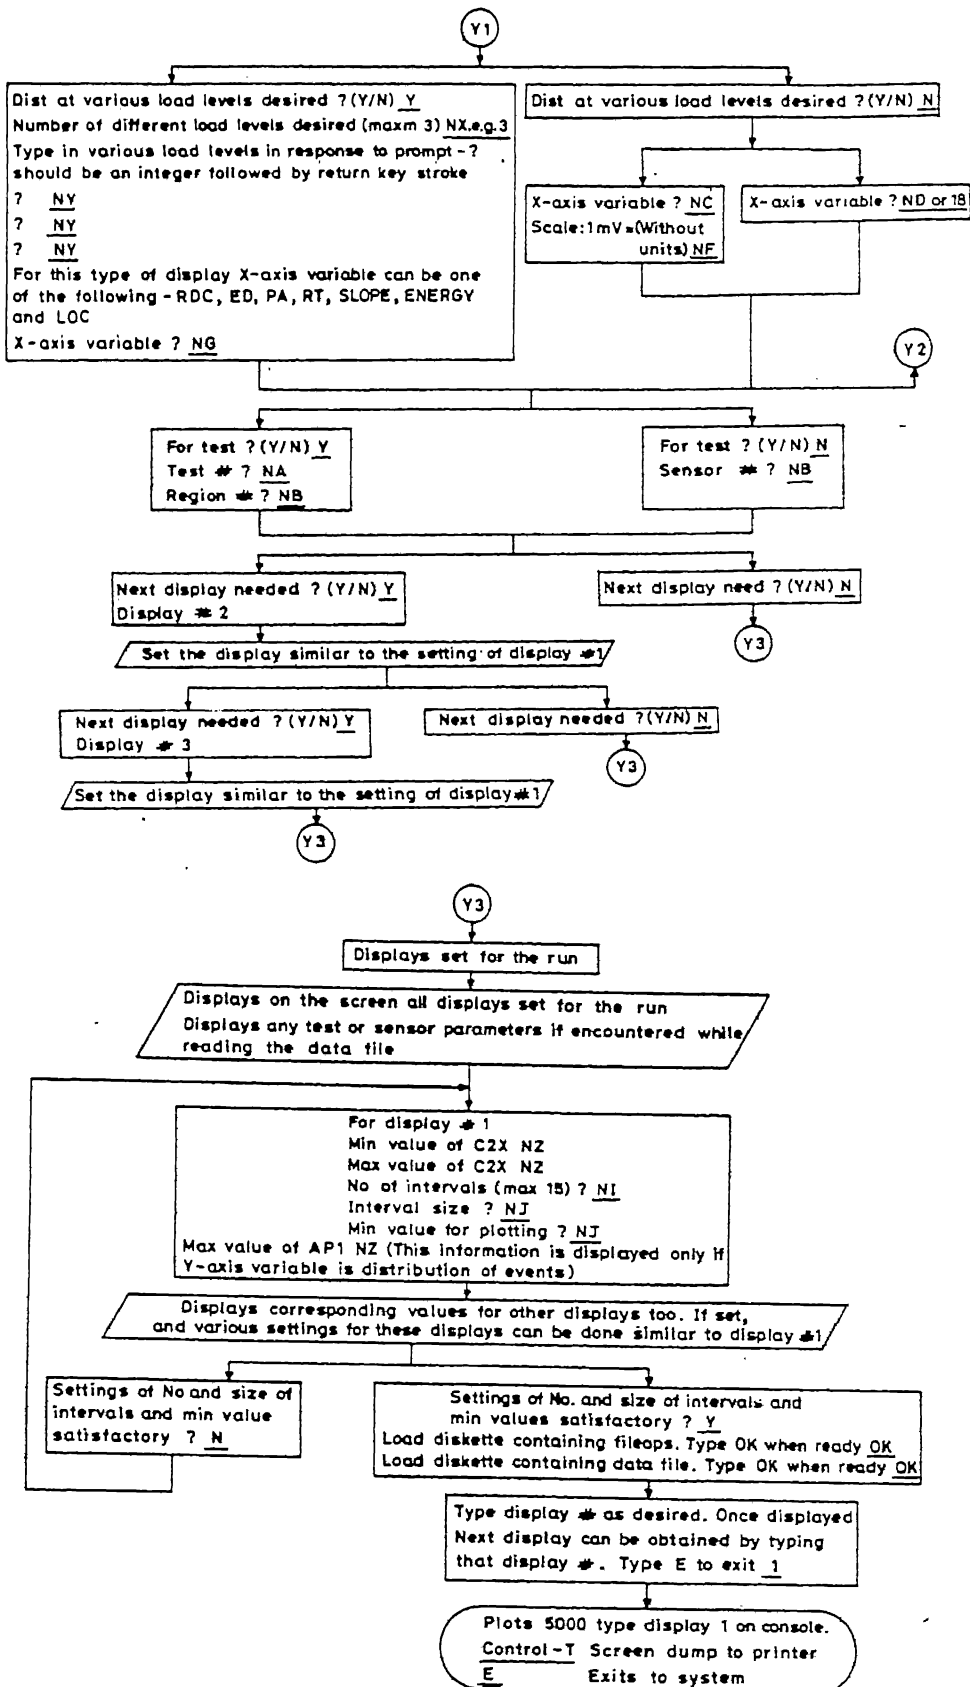 Y1
Dist at various load levels desired ? (Y/N) Y
Number of different load levels desired (maxm 3) NX.e.g.3
Type in various load levels in response to prompt - ?
should be an integer followed by return key stroke
? NY
? NY
? NY
For this type of display X-axis variable can be one
of the following - RDC, ED, PA, RT, SLOPE, ENERGY
and LOC
X-axis variable ? NG
Dist at various load levels desired ? (Y/N) N
X-axis variable ? NC
Scale: 1 mV = (Without
units) NF
X-axis variable ? ND or 18
Y2
For test ? (Y/N) Y
Test # ? NA
Region # ? NB
For test ? (Y/N) N
Sensor # ? NB
Next display needed ? (Y/N) Y
Display # 2
Next display need ? (Y/N) N
Y3
Set the display similar to the setting of display #1
Next display needed ? (Y/N) Y
Display # 3
Next display needed ? (Y/N) N
Y3
Set the display similar to the setting of display #1
Y3
Y3
Displays set for the run
Displays on the screen all displays set for the run
Displays any test or sensor parameters if encountered while
reading the data file
For display # 1
Min value of C2X NZ
Max value of C2X NZ
No of intervals (max 15) ? NI
Interval size ? NJ
Min value for plotting ? NJ
Max value of AP1 NZ (This information is displayed only if
Y-axis variable is distribution of events)
Displays corresponding values for other displays too. If set,
and various settings for these displays can be done similar to display #1
Settings of No and size of
intervals and min value
satisfactory ? N
Settings of No. and size of intervals and
min values satisfactory ? Y
Load diskette containing fileops. Type OK when ready OK
Load diskette containing data file. Type OK when ready OK
Type display # as desired. Once displayed
Next display can be obtained by typing
that display #. Type E to exit 1
Plots 5000 type display 1 on console.
Control-T Screen dump to printer
E Exits to system